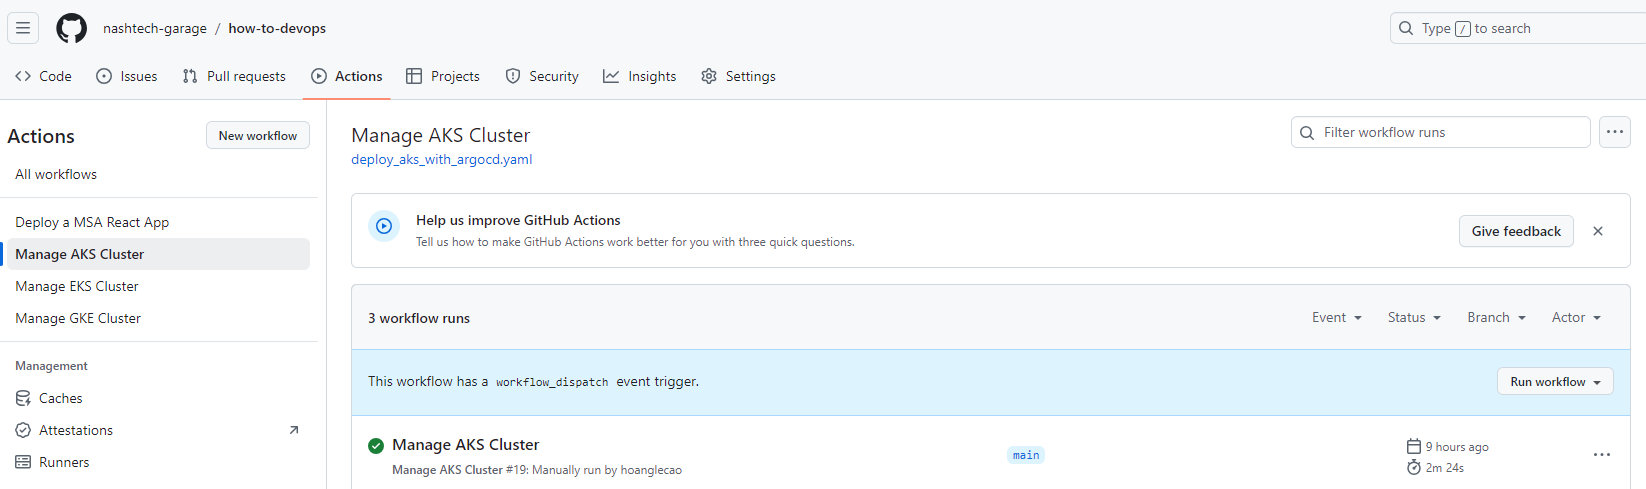 nashtech-garage / how-to-devops
Type / to search
Code Issues Pull requests Actions Projects Security Insights Settings
Actions
New workflow
All workflows
Deploy a MSA React App
Manage AKS Cluster
Manage EKS Cluster
Manage GKE Cluster
Management
Caches
Attestations
Runners
Manage AKS Cluster
deploy_aks_with_argocd.yaml
Filter workflow runs
Help us improve GitHub Actions
Tell us how to make GitHub Actions work better for you with three quick questions.
Give feedback
3 workflow runs
Event Status Branch Actor
This workflow has a workflow_dispatch event trigger.
Run workflow
Manage AKS Cluster
Manage AKS Cluster #19: Manually run by hoanglecao
main
9 hours ago
2m 24s